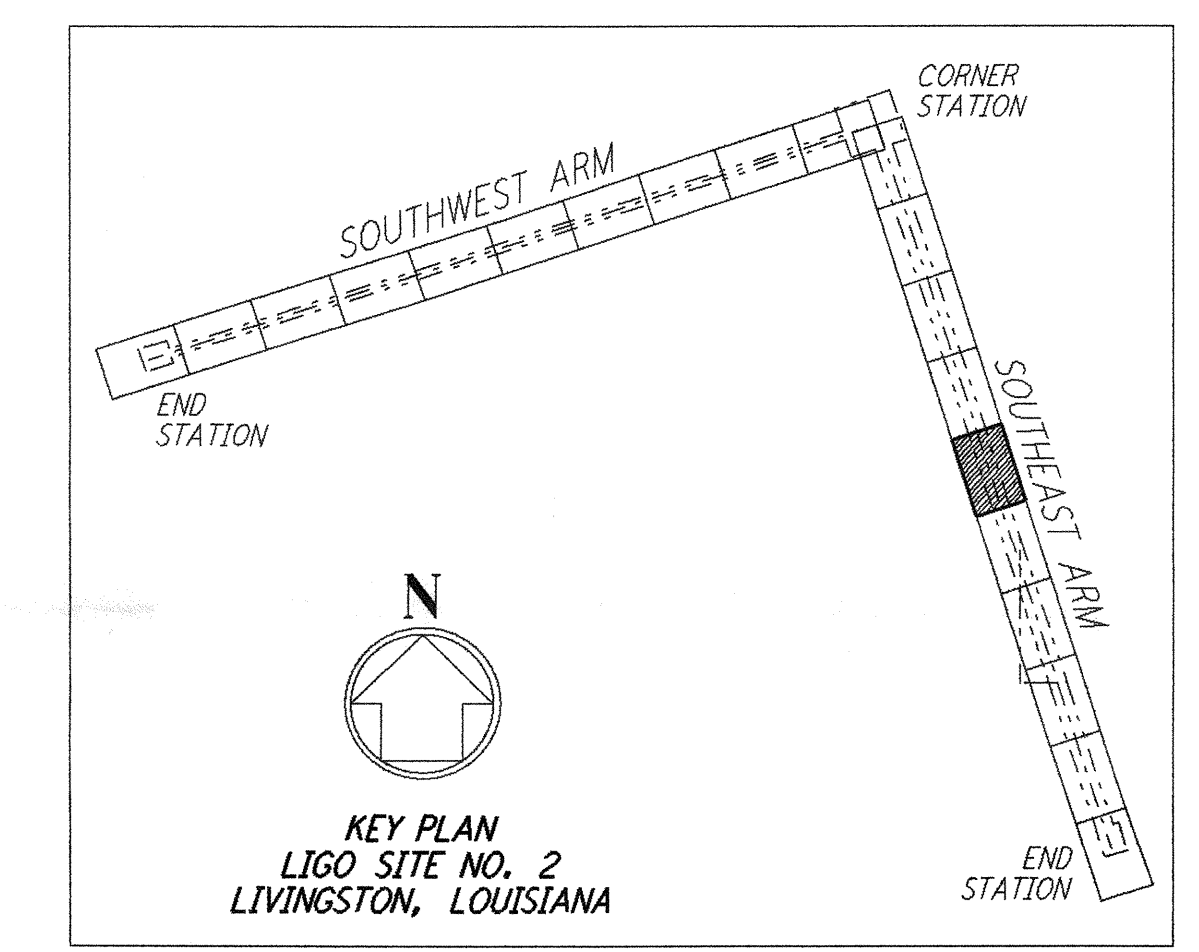 CORNER
STATION
SOUTHWEST ARM
SOUTHEAST ARM
END
STATION
N
KEY PLAN
LIGO SITE NO. 2
LIVINGSTON, LOUISIANA
END
STATION